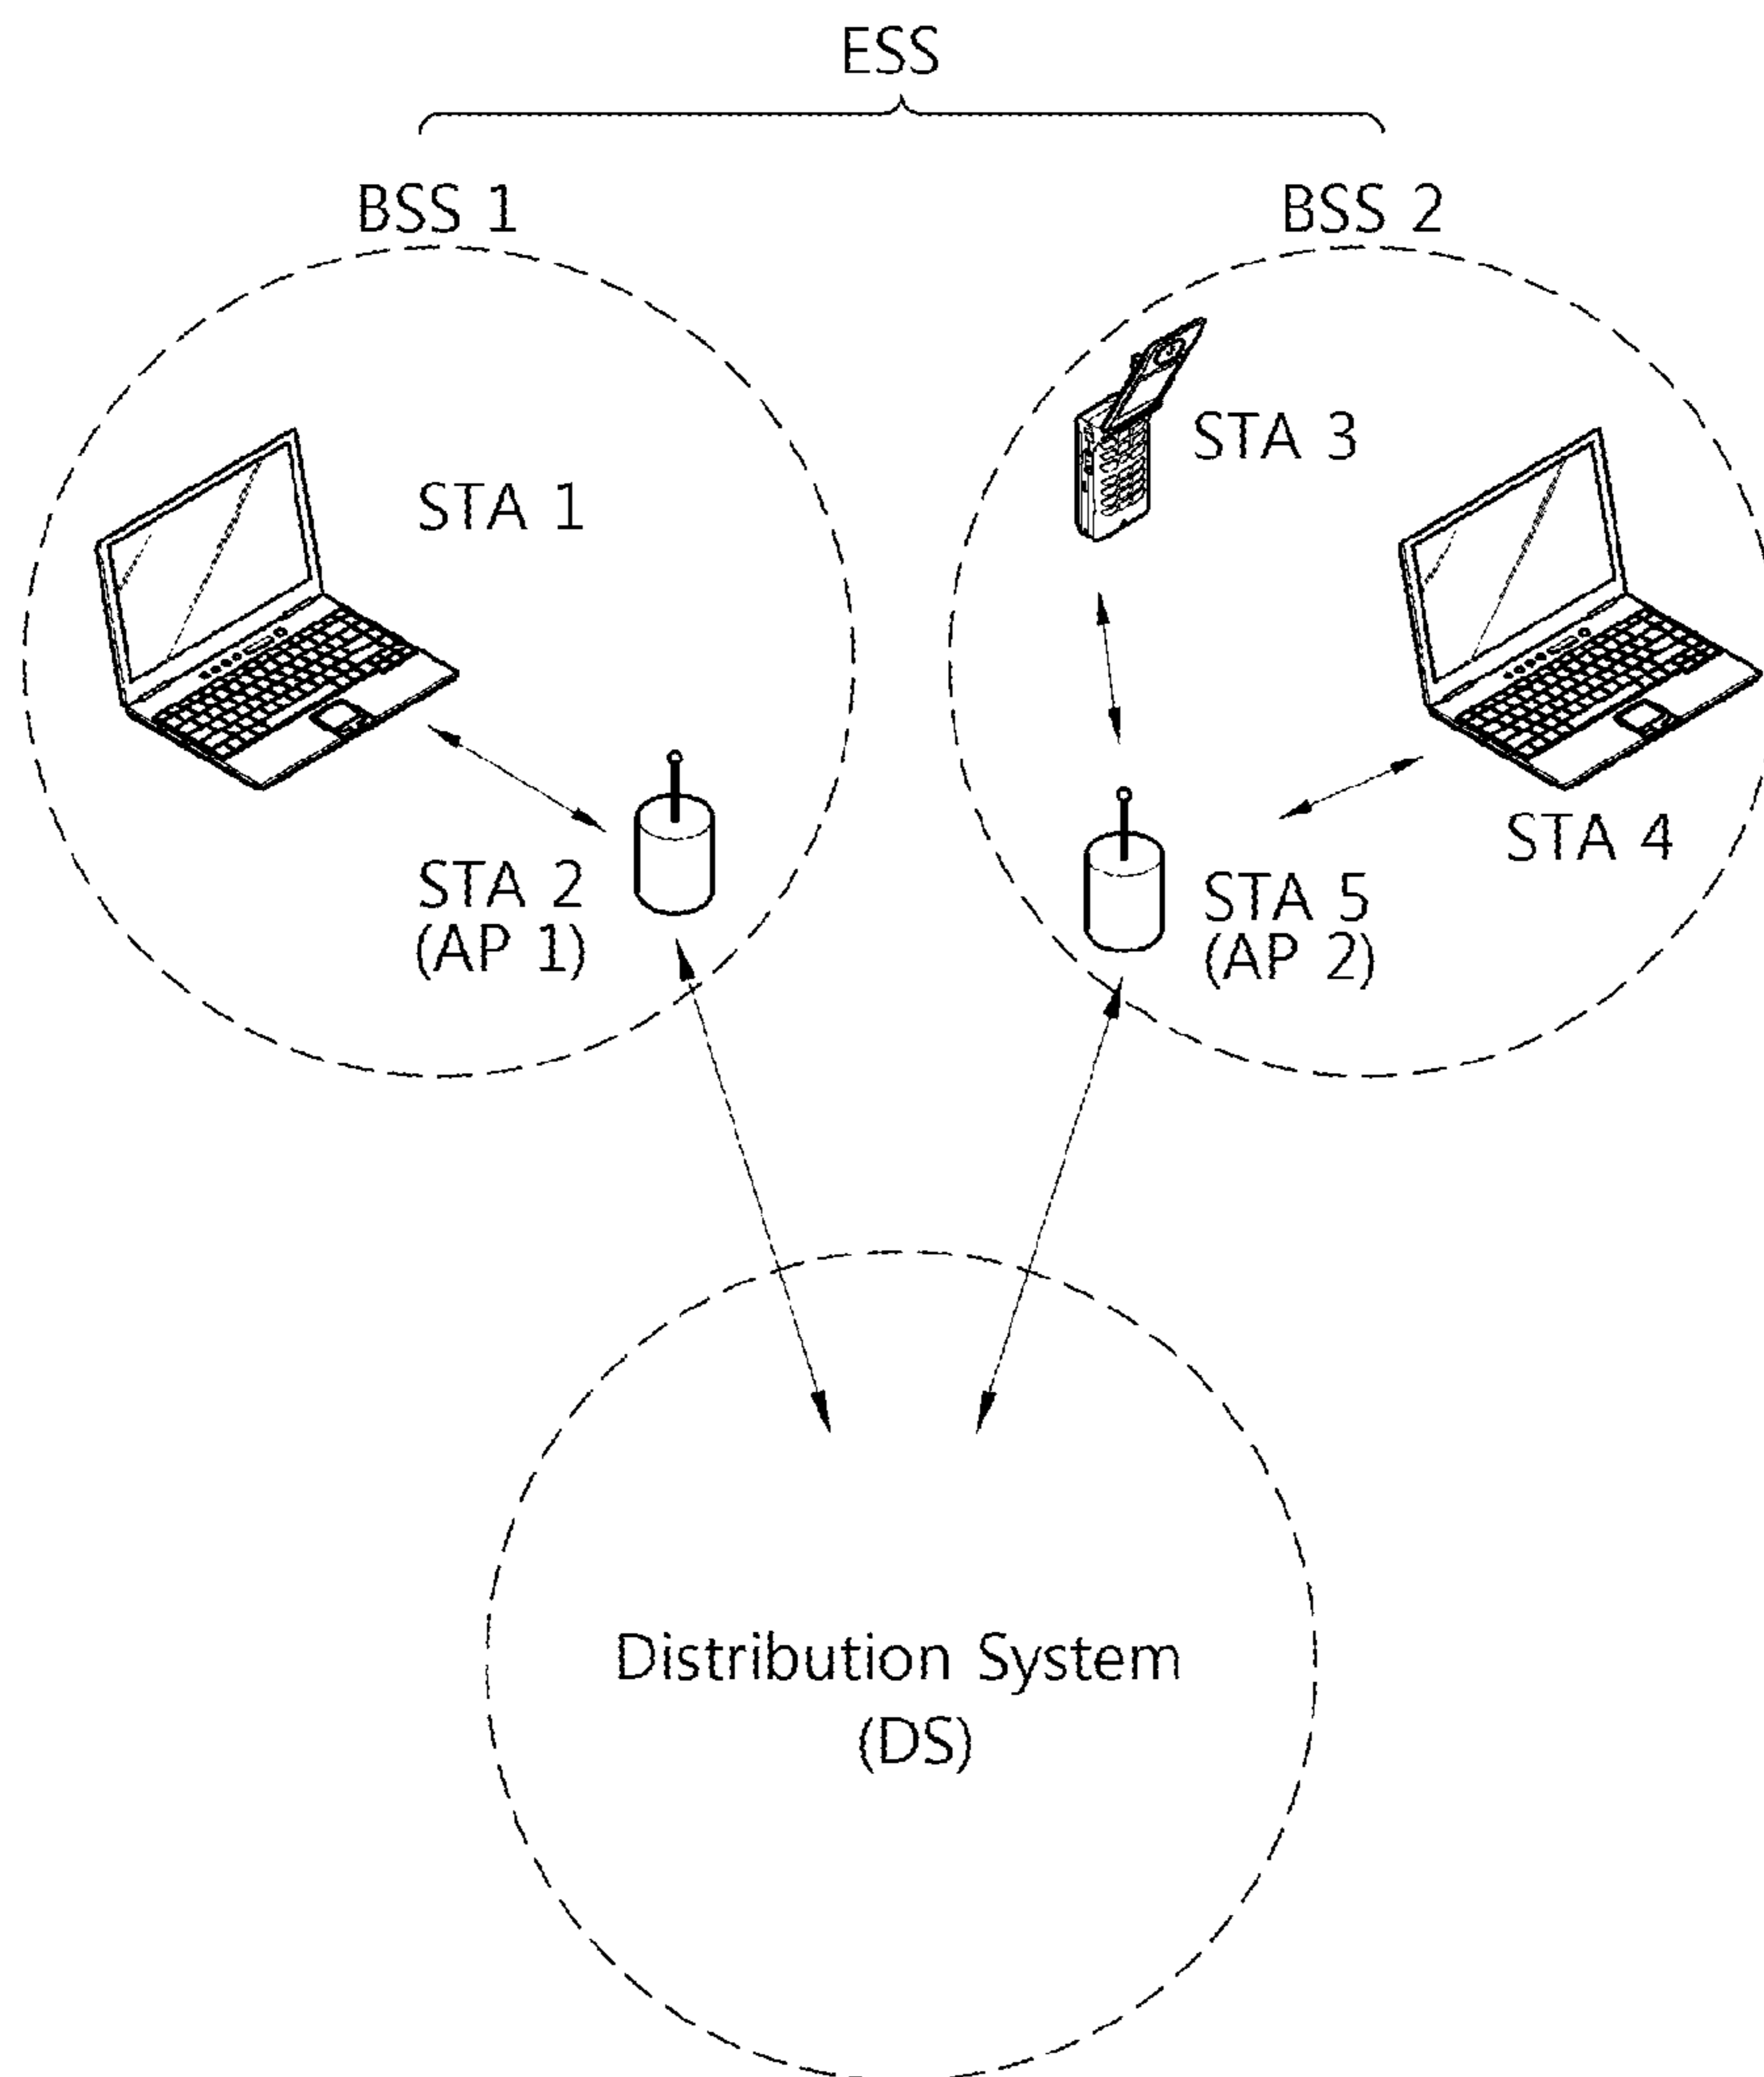 ESS
BSS 1
BSS 2
STA 1
STA 2
(AP 1)
STA 3
STA 4
STA 5
(AP 2)
Distribution System
(DS)